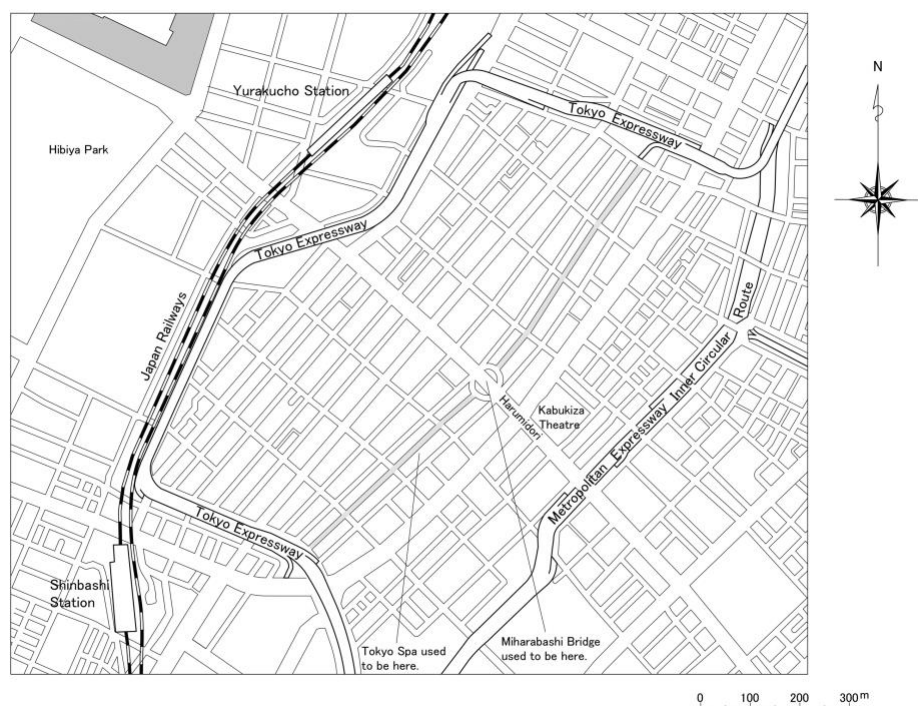 N
Yurakucho Station
Tokyo Expressway
Hibiya Park
Tokyo Expressway
Japan Railways
Route
Metropolitan Expressway Inner Circular
Harumidori
Kabukiza
Theatre
Tokyo Expressway
Shinbashi
Station
Tokyo Spa used
to be here.
Miharabashi Bridge
used to be here.
0 100 200 300m